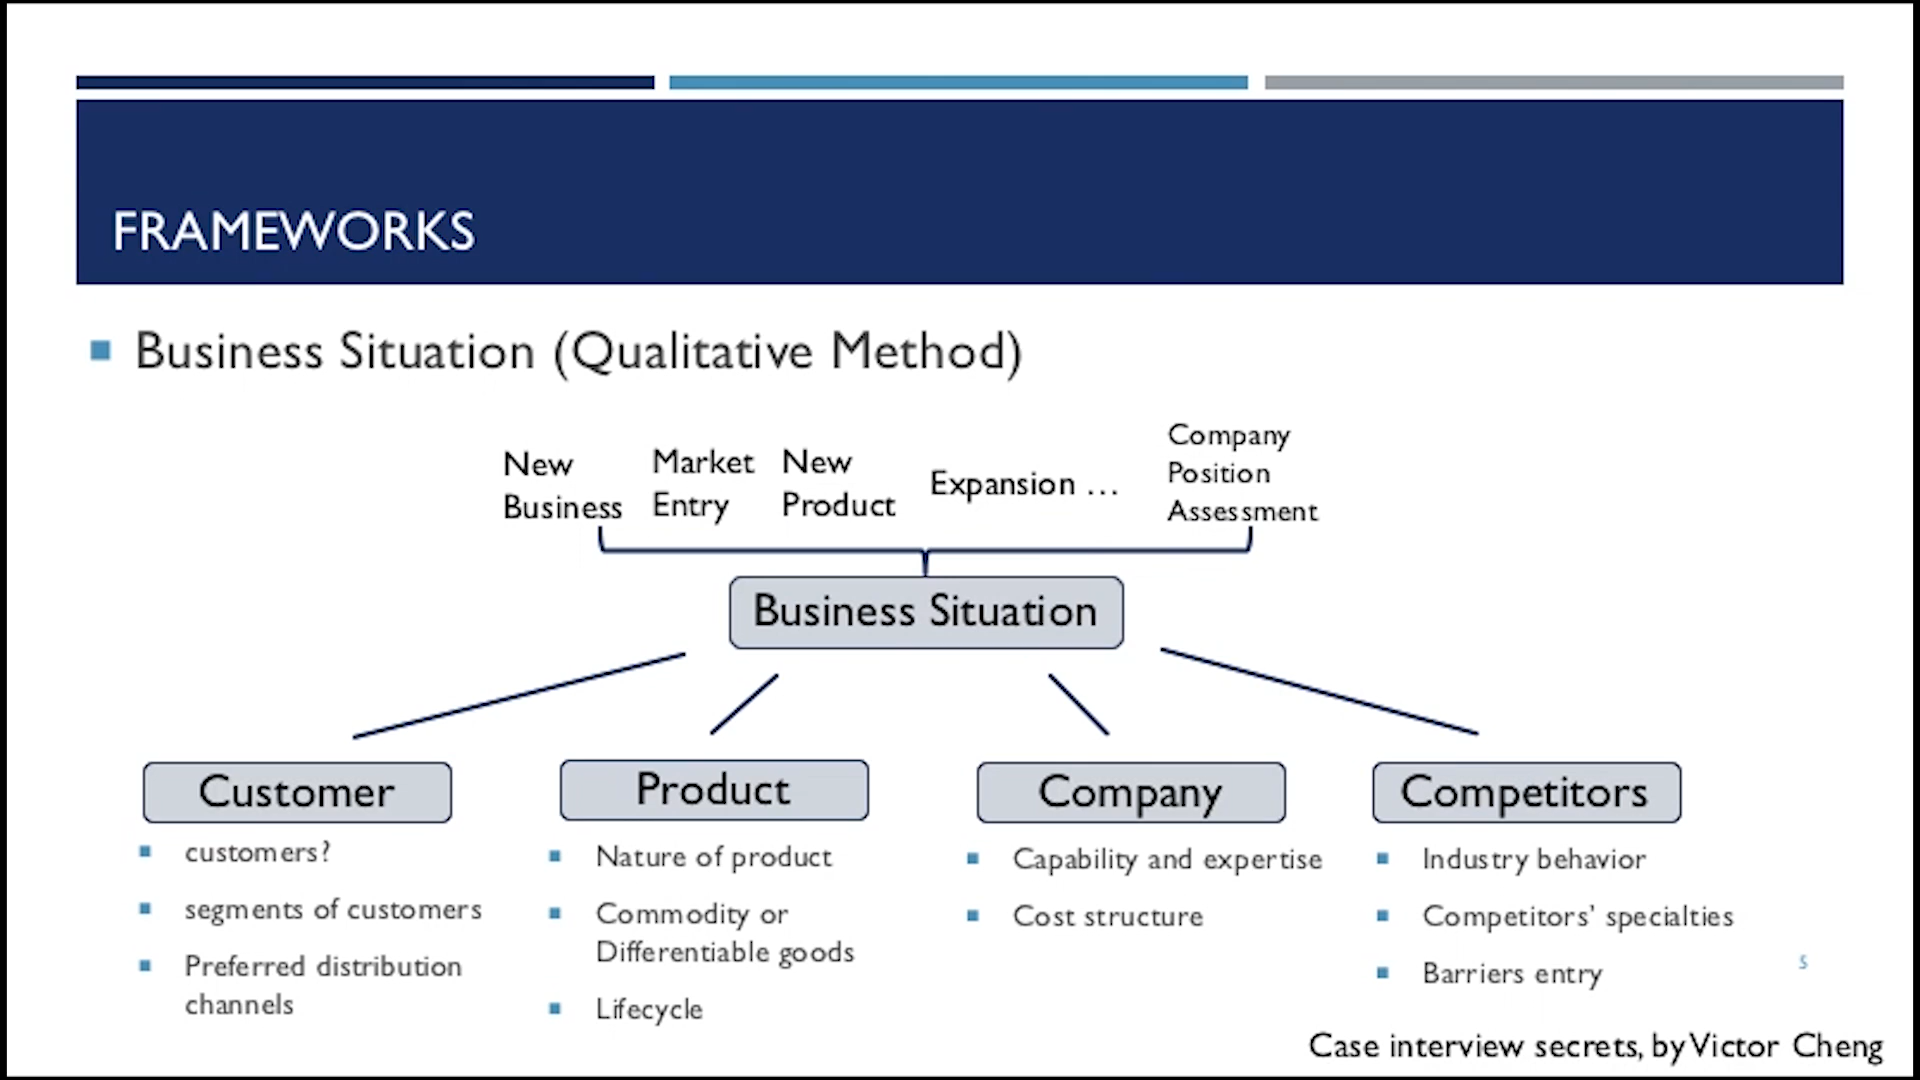 FRAMEWORKS
Business Situation (Qualitative Method)
New
Business
Market
Entry
New
Product
Expansion …
Company
Position
Assessment
Business Situation
Customer
customers?
segments of customers
Preferred distribution
channels
Product
Nature of product
Commodity or
Differentiable goods
Lifecycle
Company
Capability and expertise
Cost structure
Competitors
Industry behavior
Competitors' specialties
Barriers entry
5
Case interview secrets, by Victor Cheng